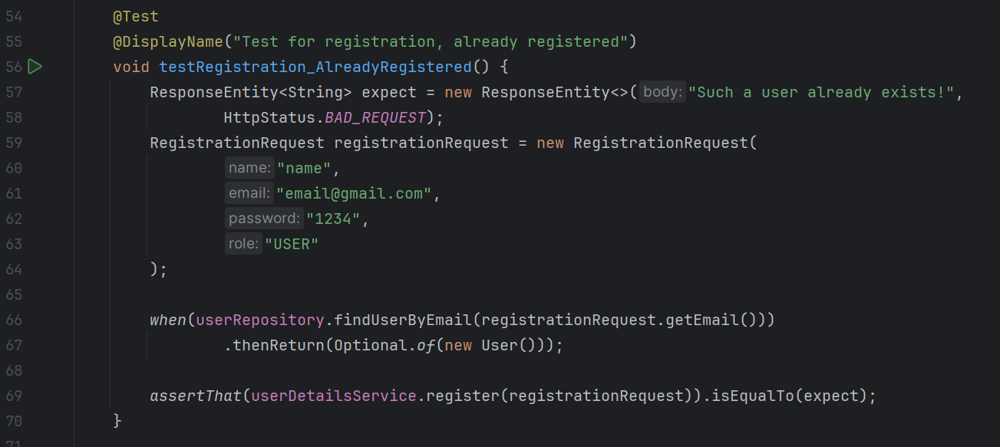 54 @Test
55 @DisplayName("Test for registration, already registered")
56 void testRegistration_AlreadyRegistered() {
57 ResponseEntity<String> expect = new ResponseEntity<>( body: "Such a user already exists!",
58 HttpStatus.BAD_REQUEST);
59 RegistrationRequest registrationRequest = new RegistrationRequest(
60 name: "name",
61 email: "email@gmail.com",
62 password: "1234",
63 role: "USER"
64 );
65
66 when(userRepository.findUserByEmail(registrationRequest.getEmail()))
67 .thenReturn(Optional.of(new User()));
68
69 assertThat(userDetailsService.register(registrationRequest)).isEqualTo(expect);
70 }
71